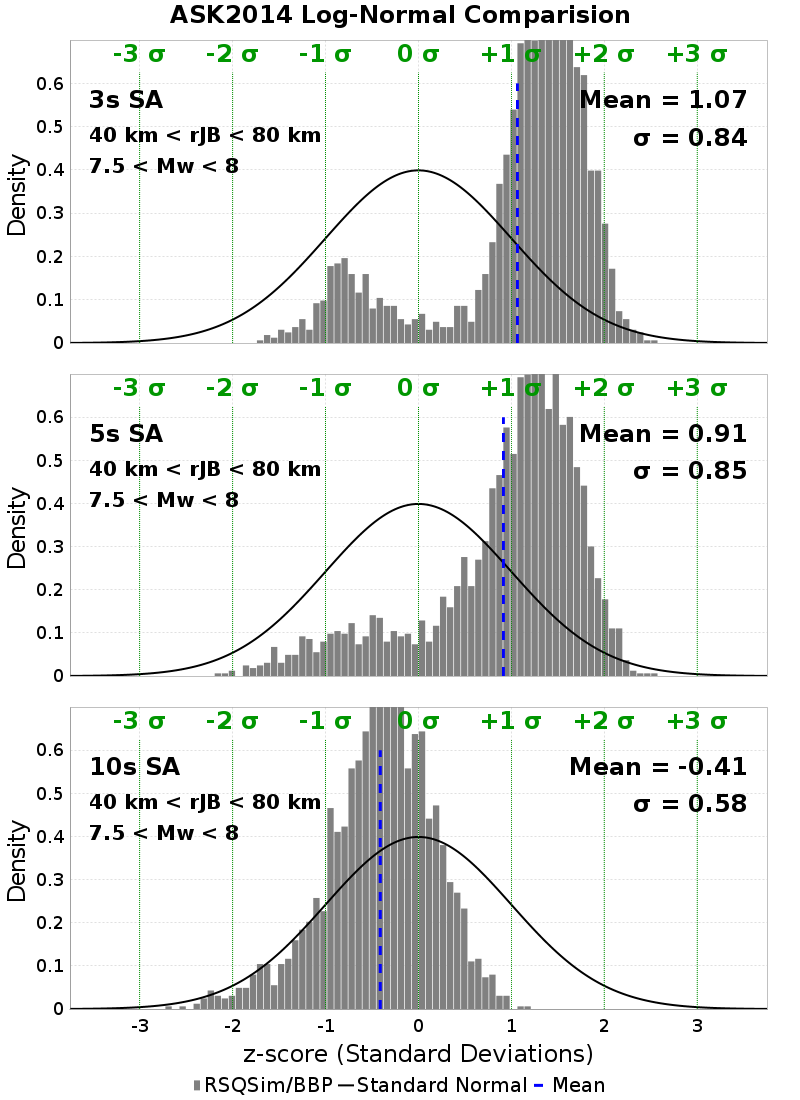 ASK2014 Log-Normal Comparision
-3 σ -2 σ -1 σ 0 σ +1 σ +2 σ +3 σ
0.6
3s SA Mean = 1.07
0.5
40 km < rJB < 80 km σ = 0.84
7.5 < Mw < 8
0.4
0.3
0.2
0.1
0
Density
-3 σ -2 σ -1 σ 0 σ +1 σ +2 σ +3 σ
0.6
5s SA Mean = 0.91
0.5
40 km < rJB < 80 km σ = 0.85
7.5 < Mw < 8
0.4
0.3
0.2
0.1
0
Density
-3 σ -2 σ -1 σ 0 σ +1 σ +2 σ +3 σ
0.6
10s SA Mean = -0.41
0.5
40 km < rJB < 80 km σ = 0.58
7.5 < Mw < 8
0.4
0.3
0.2
0.1
0
Density
-3 -2 -1 0 1 2 3
z-score (Standard Deviations)
RSQSim/BBP Standard Normal Mean